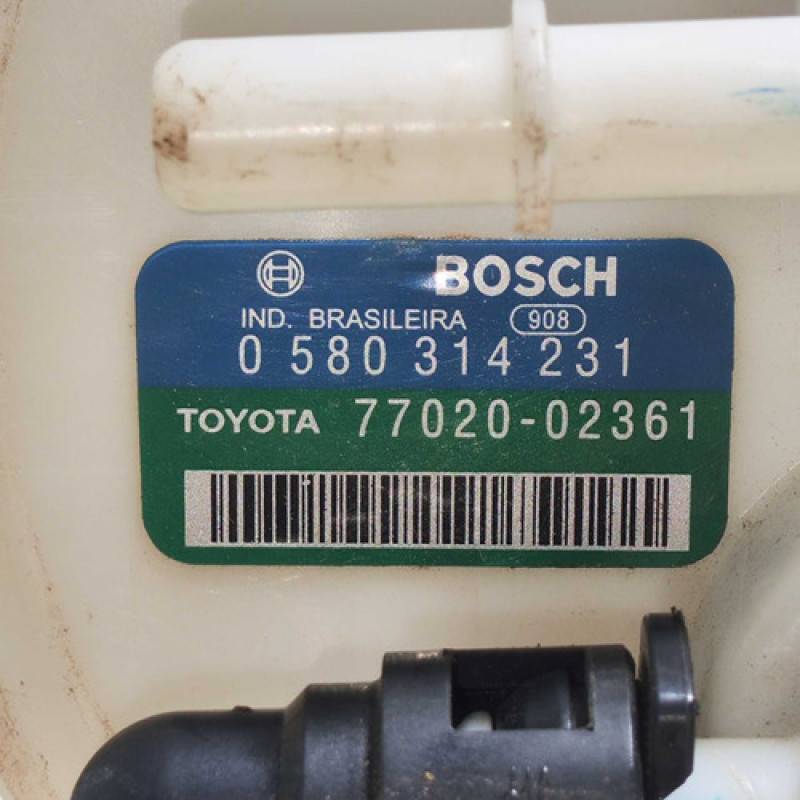 BOSCH
IND. BRASILEIRA 908
0 580 314 231
TOYOTA 77020-02361